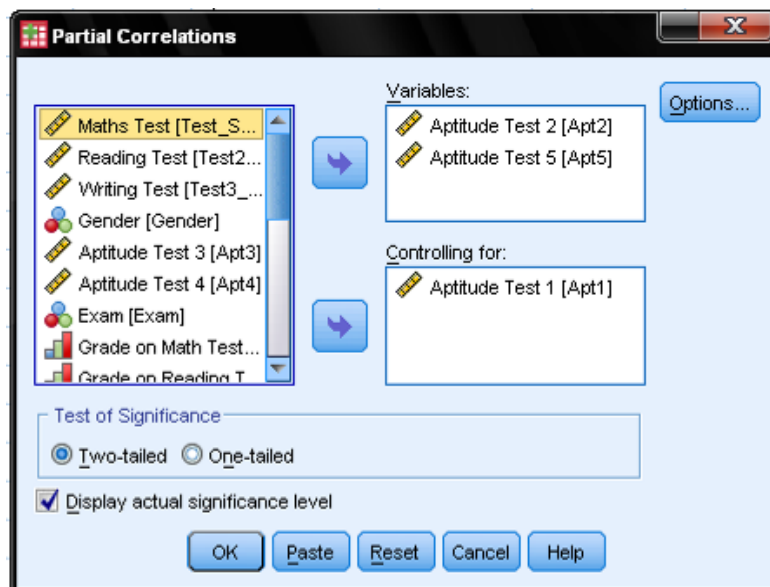 Partial Correlations
Maths Test [Test_S...
Reading Test [Test2...
Writing Test [Test3_...
Gender [Gender]
Aptitude Test 3 [Apt3]
Aptitude Test 4 [Apt4]
Exam [Exam]
Grade on Math Test...
Grade on Reading T
Variables:
Aptitude Test 2 [Apt2]
Aptitude Test 5 [Apt5]
Options...
Controlling for:
Aptitude Test 1 [Apt1]
Test of Significance
Two-tailed One-tailed
Display actual significance level
OK Paste Reset Cancel Help